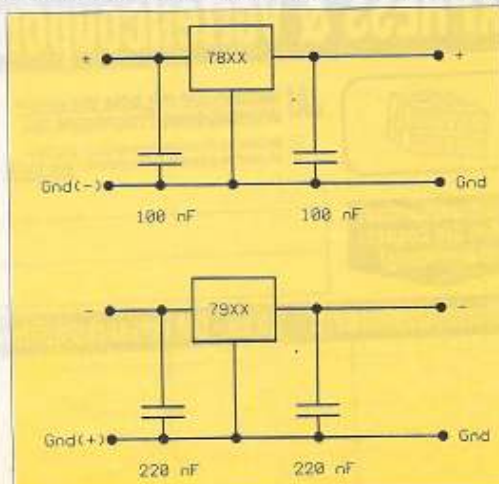 + 78XX +
Gnd(-) Gnd
100 nF 100 nF
- 79XX -
Gnd(+) Gnd
220 nF 220 nF